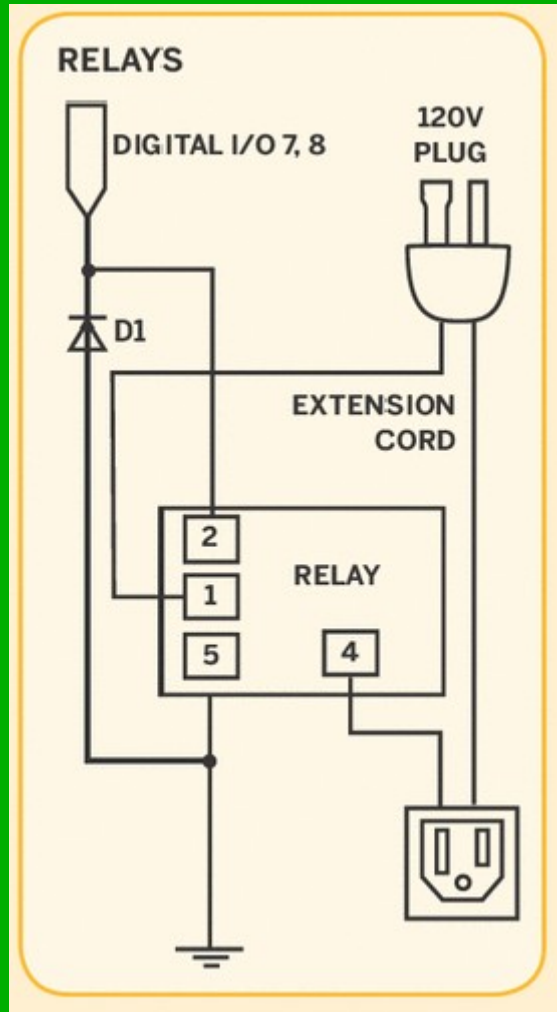 RELAYS
DIGITAL I/O 7, 8
120V
PLUG
D1
EXTENSION
CORD
2
RELAY
1
5
4